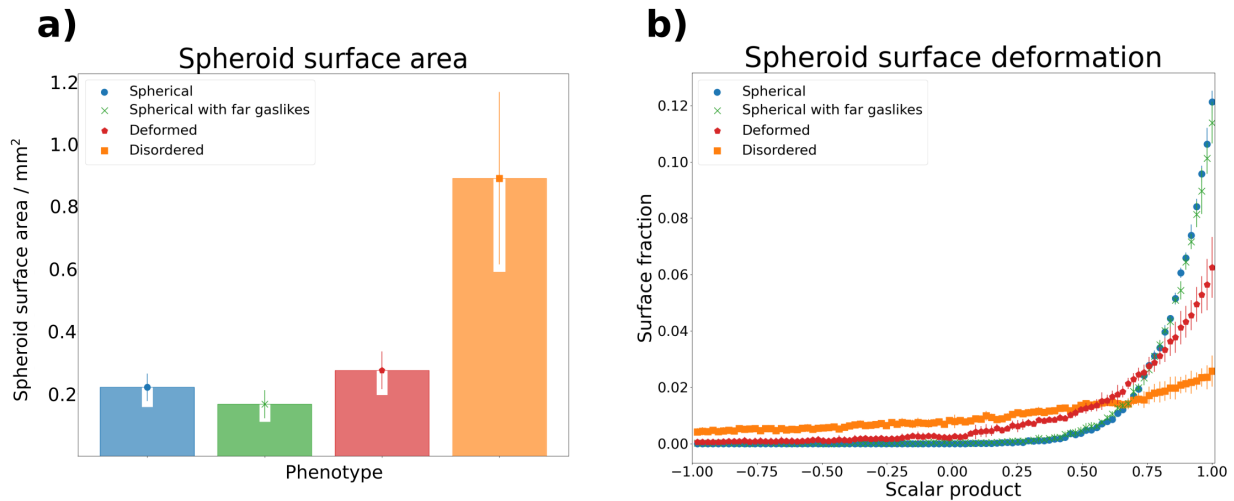 a)
Spheroid surface area
Spheroid surface area / mm²
1.2
1.0
0.8
0.6
0.4
0.2
Spherical
Spherical with far gaslikes
Deformed
Disordered
Phenotype
b)
Spheroid surface deformation
Surface fraction
0.12
0.10
0.08
0.06
0.04
0.02
0.00
Spherical
Spherical with far gaslikes
Deformed
Disordered
−1.00 −0.75 −0.50 −0.25 0.00 0.25 0.50 0.75 1.00
Scalar product